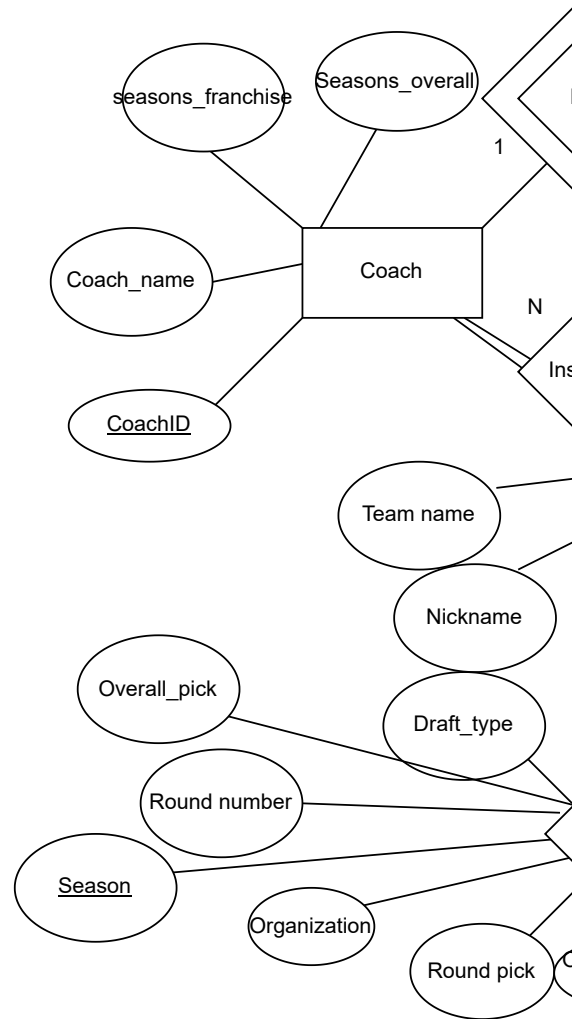 Seasons_overall
seasons_franchise
1
Coach
Coach_name
N
CoachID
Team name
Nickname
Overall_pick
Draft_type
Round number
Season
Organization
Round pick